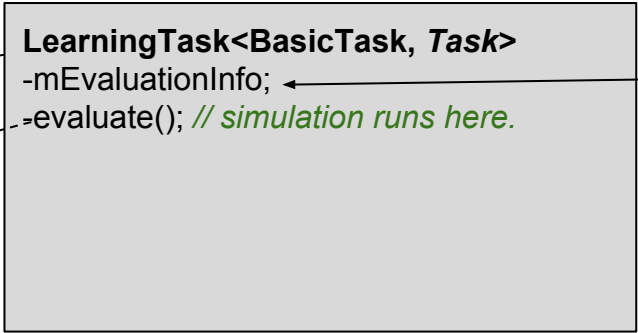 LearningTask<BasicTask, Task>
-mEvaluationInfo;
-evaluate(); // simulation runs here.